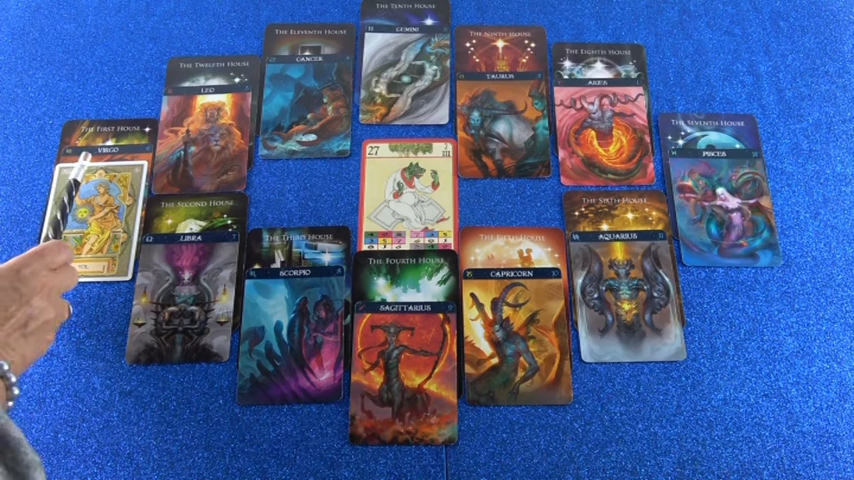 THE TENTH HOUSE
GEMINI
THE ELEVENTH HOUSE
CANCER
THE NINTH HOUSE
TAURUS
THE EIGHTH HOUSE
ARIES
THE TWELFTH HOUSE
LEO
THE SEVENTH HOUSE
PISCES
THE FIRST HOUSE
VIRGO
27
III
THE SECOND HOUSE
LIBRA
THE SIXTH HOUSE
AQUARIUS
THE THIRD HOUSE
SCORPIO
THE FIFTH HOUSE
CAPRICORN
THE FOURTH HOUSE
SAGITTARIUS